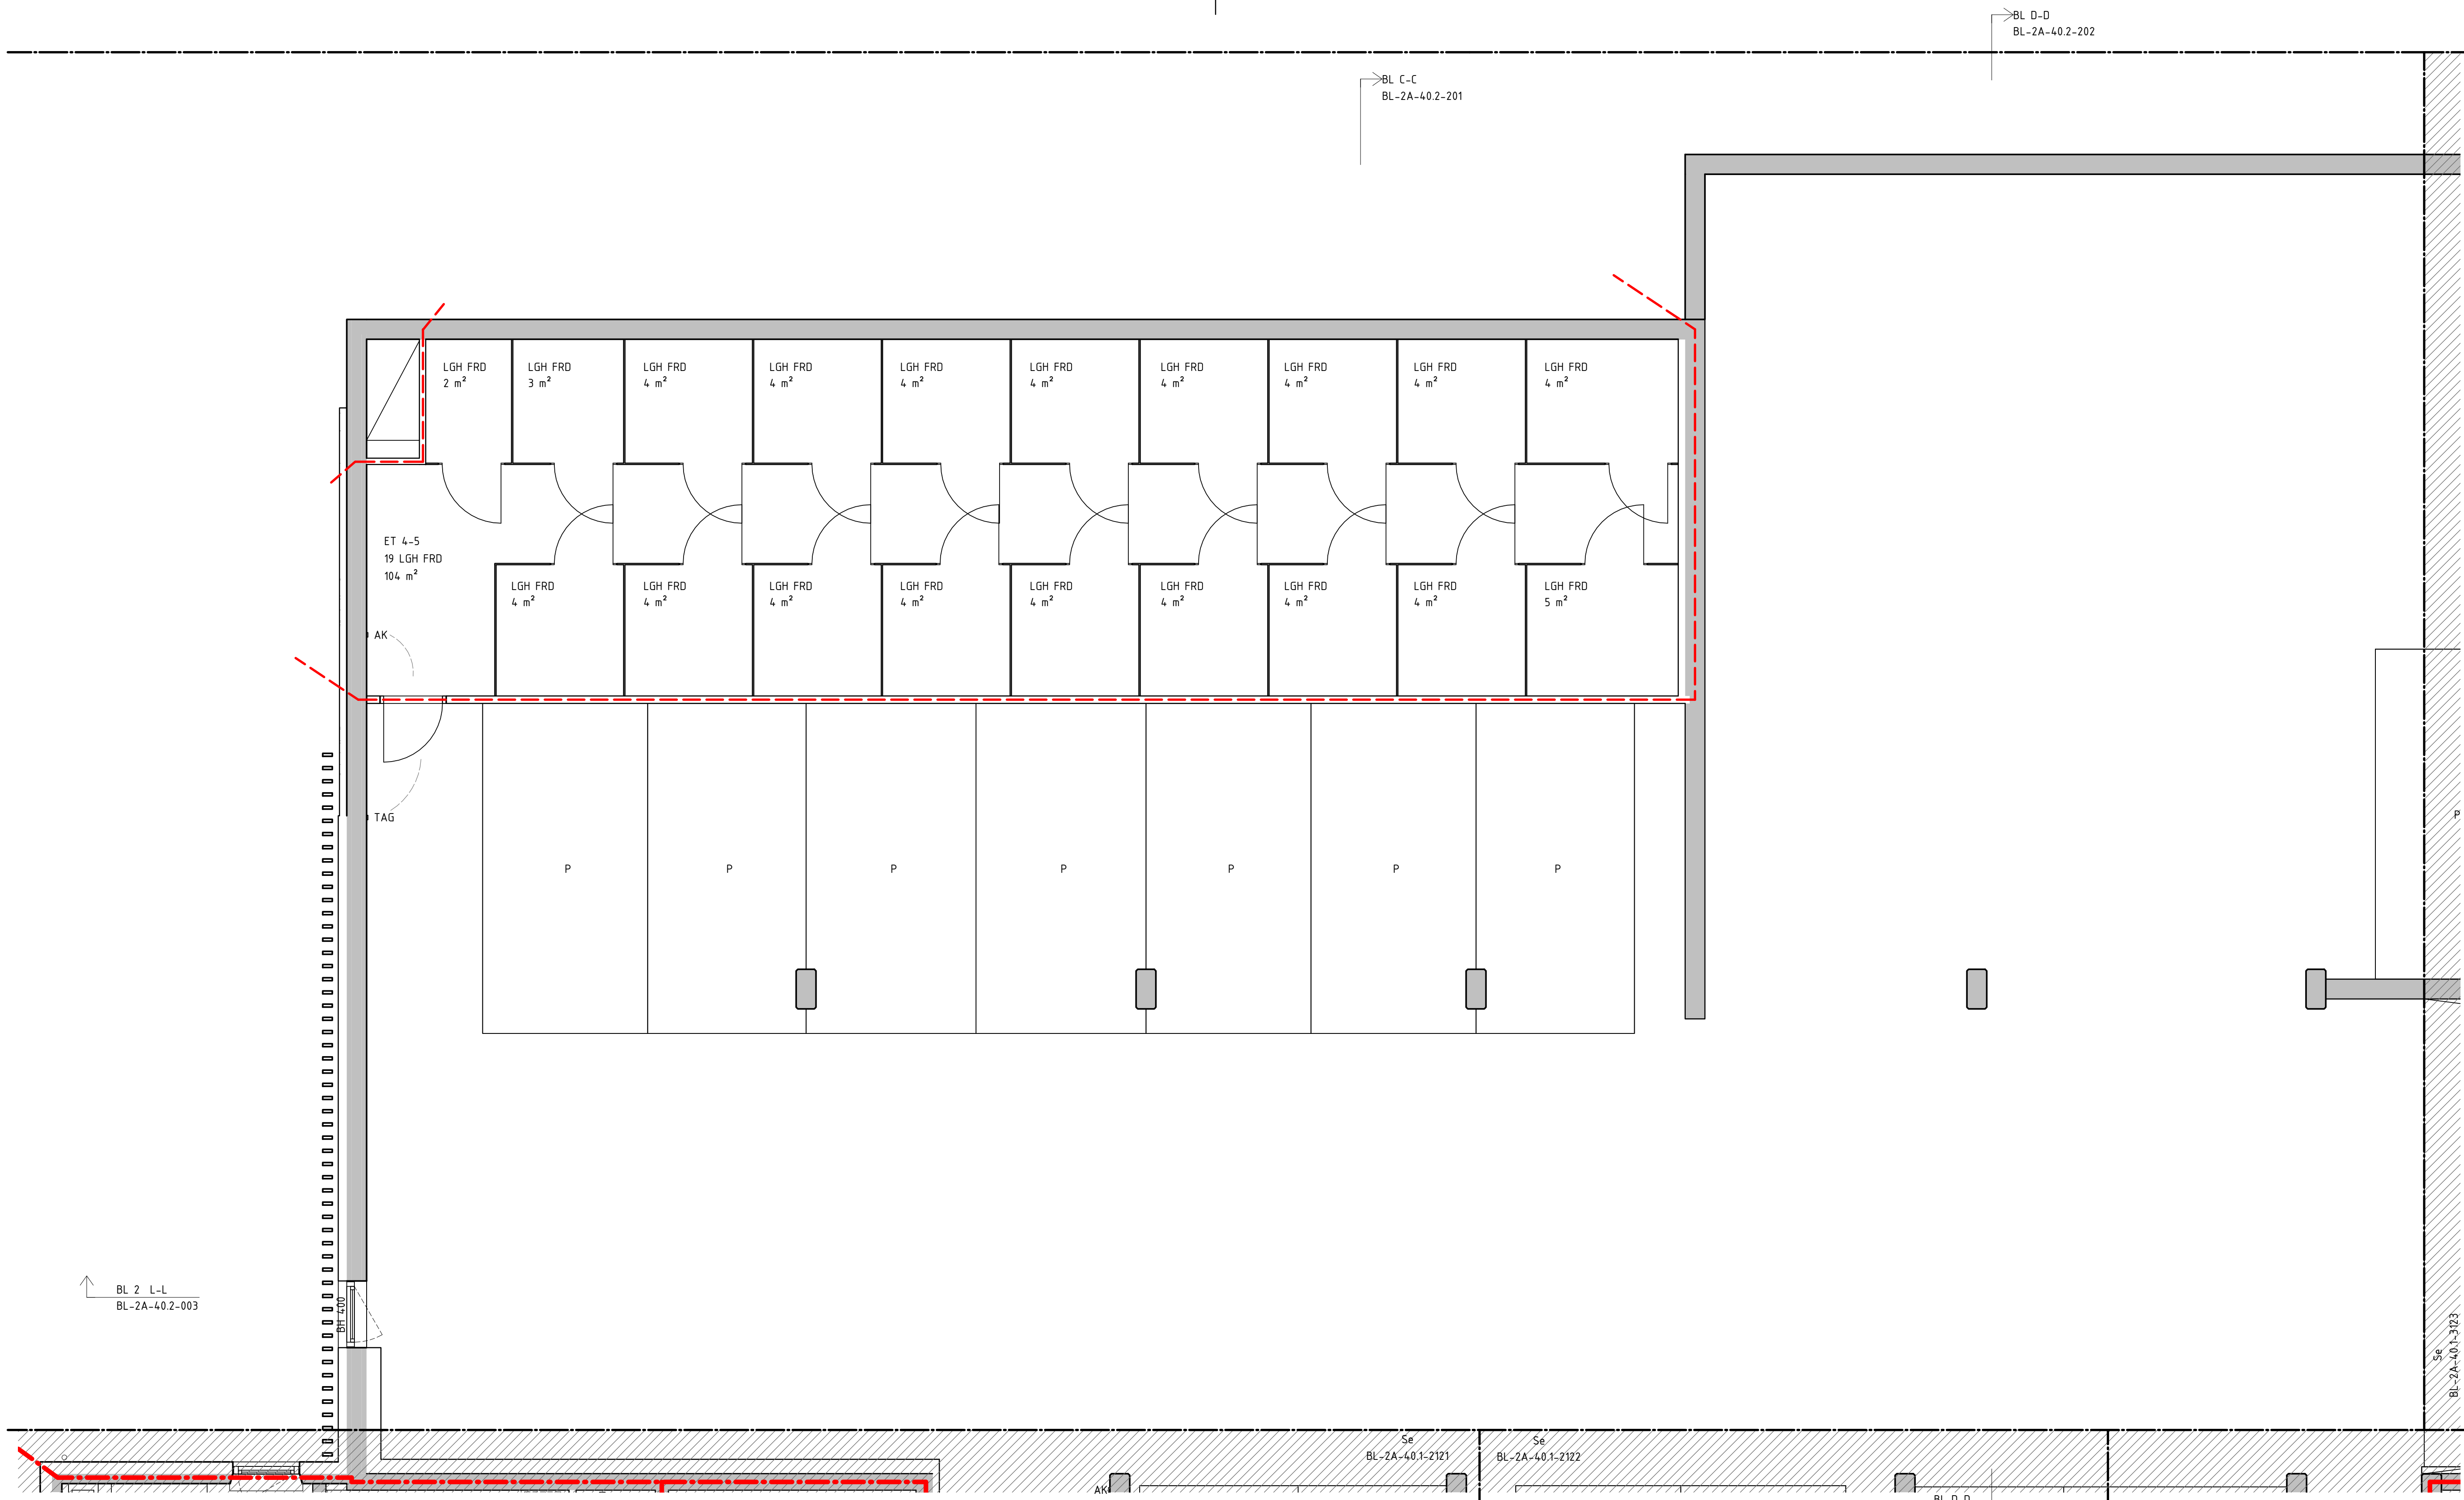 BL D-D
BL-2A-40.2-202
BL C-C
BL-2A-40.2-201
LGH FRD
2 m²
LGH FRD
3 m²
LGH FRD
4 m²
LGH FRD
4 m²
LGH FRD
4 m²
LGH FRD
4 m²
LGH FRD
4 m²
LGH FRD
4 m²
LGH FRD
4 m²
LGH FRD
4 m²
ET 4-5
19 LGH FRD
104 m²
LGH FRD
4 m²
LGH FRD
4 m²
LGH FRD
4 m²
LGH FRD
4 m²
LGH FRD
4 m²
LGH FRD
4 m²
LGH FRD
4 m²
LGH FRD
4 m²
LGH FRD
5 m²
AK
TAG
P
P
P
P
P
P
P
P
BL 2 L-L
BL-2A-40.2-003
BH 400
Se
BL-2A-40.1-3123
Se
BL-2A-40.1-2121
Se
BL-2A-40.1-2122
AK
BL D-D